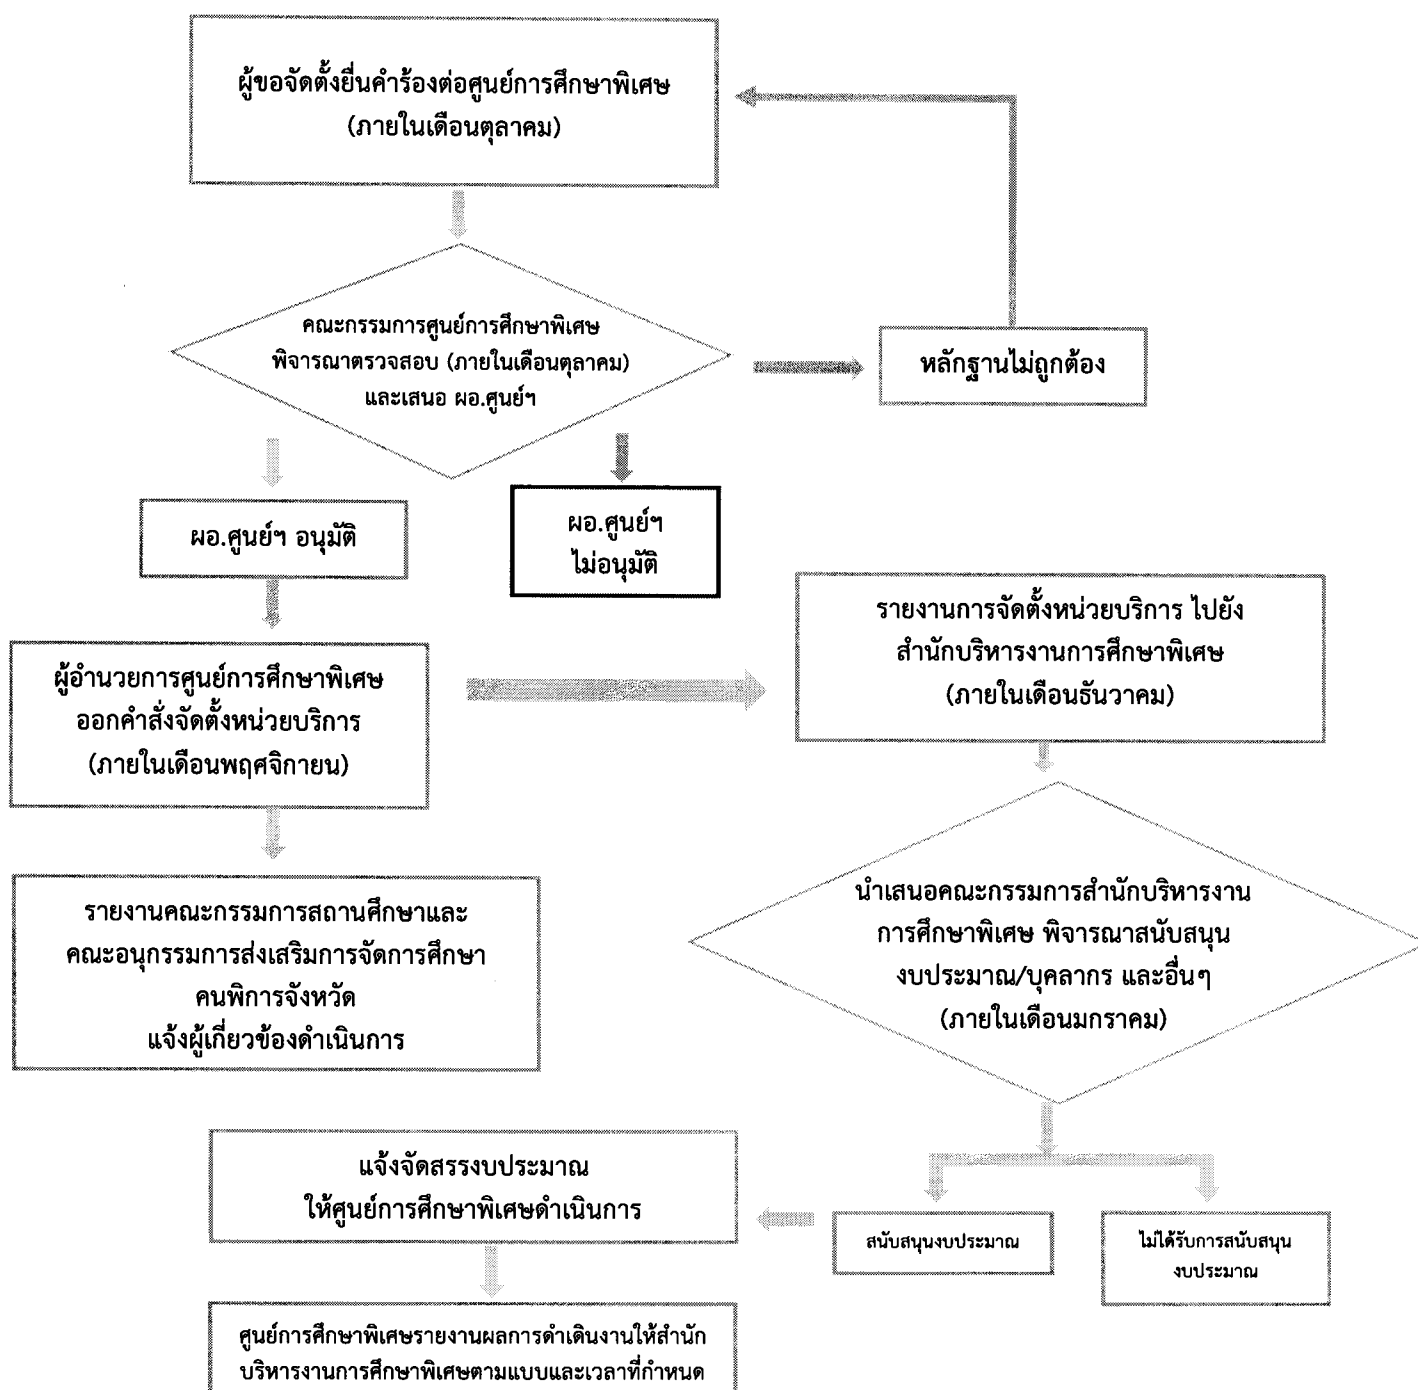 ผู้ขอจัดตั้งยื่นคำร้องต่อศูนย์การศึกษาพิเศษ
(ภายในเดือนตุลาคม)
คณะกรรมการศูนย์การศึกษาพิเศษ
พิจารณาตรวจสอบ (ภายในเดือนตุลาคม)
และเสนอ ผอ.ศูนย์ฯ
หลักฐานไม่ถูกต้อง
ผอ.ศูนย์ฯ อนุมัติ
ผอ.ศูนย์ฯ
ไม่อนุมัติ
ผู้อำนวยการศูนย์การศึกษาพิเศษ
ออกคำสั่งจัดตั้งหน่วยบริการ
(ภายในเดือนพฤศจิกายน)
รายงานการจัดตั้งหน่วยบริการ ไปยัง
สำนักบริหารงานการศึกษาพิเศษ
(ภายในเดือนธันวาคม)
รายงานคณะกรรมการสถานศึกษาและ
คณะอนุกรรมการส่งเสริมการจัดการศึกษา
คนพิการจังหวัด
แจ้งผู้เกี่ยวข้องดำเนินการ
นำเสนอคณะกรรมการสำนักบริหารงาน
การศึกษาพิเศษ พิจารณาสนับสนุน
งบประมาณ/บุคลากร และอื่นๆ
(ภายในเดือนมกราคม)
สนับสนุนงบประมาณ
ไม่ได้รับการสนับสนุน
งบประมาณ
แจ้งจัดสรรงบประมาณ
ให้ศูนย์การศึกษาพิเศษดำเนินการ
ศูนย์การศึกษาพิเศษรายงานผลการดำเดินงานให้สำนัก
บริหารงานการศึกษาพิเศษตามแบบและเวลาที่กำหนด